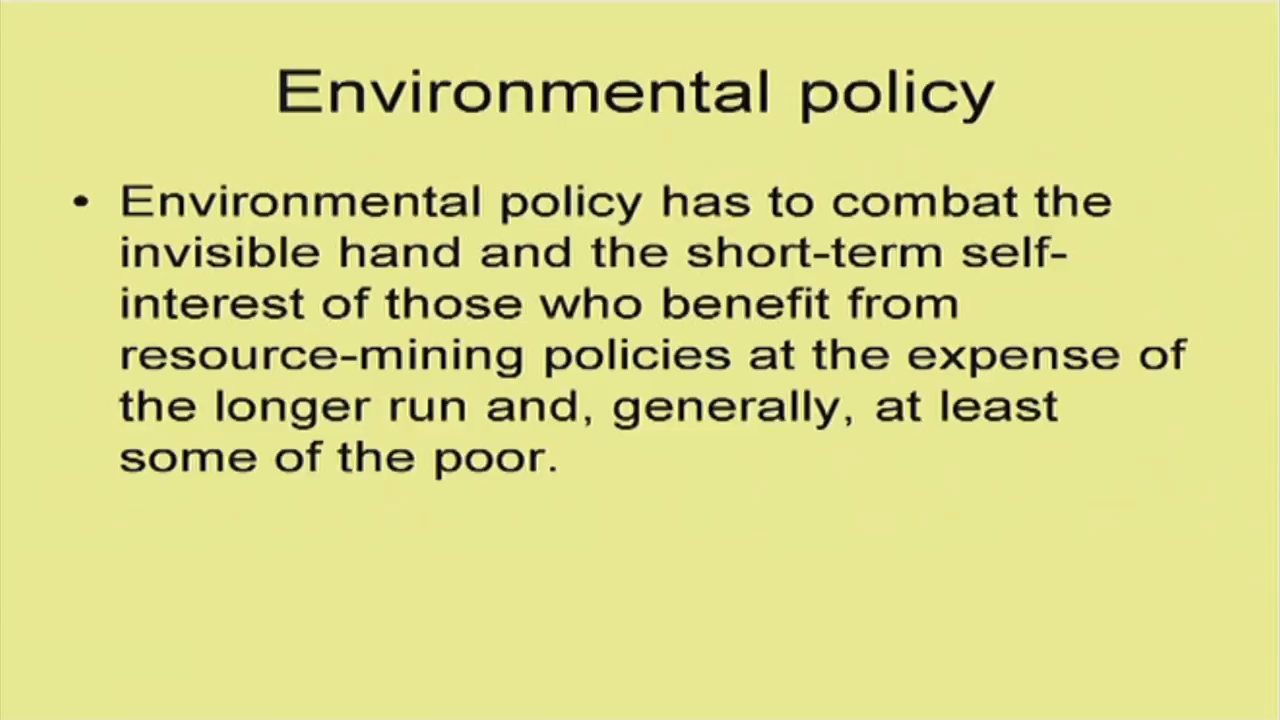 Environmental policy
• Environmental policy has to combat the
invisible hand and the short-term self-
interest of those who benefit from
resource-mining policies at the expense of
the longer run and, generally, at least
some of the poor.